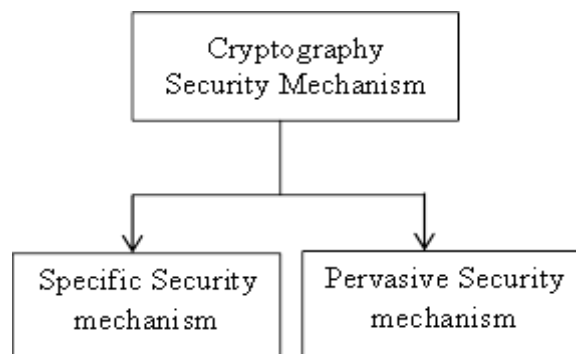 Cryptography
Security Mechanism
Specific Security
mechanism
Pervasive Security
mechanism